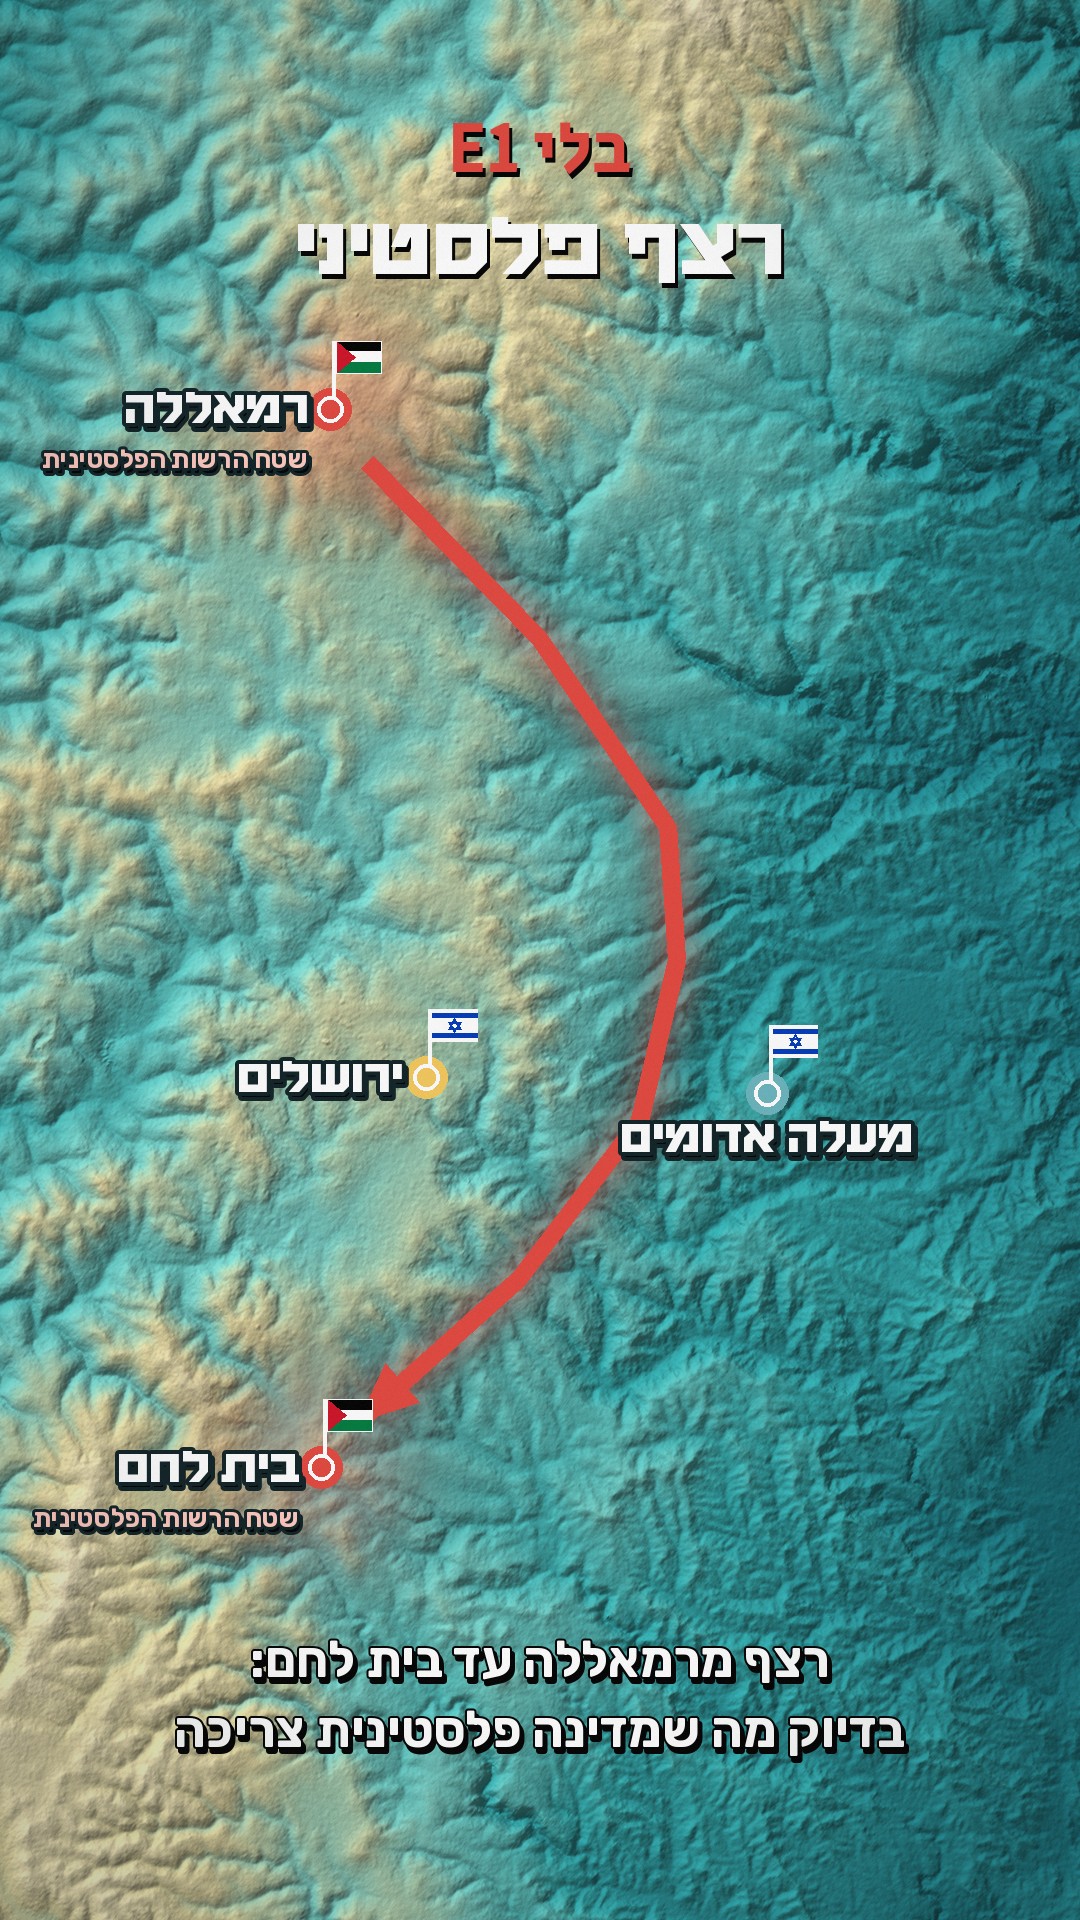 בלי E1
רצף פלסטיני
רמאללה
שטח הרשות הפלסטינית
ירושלים
מעלה אדומים
בית לחם
שטח הרשות הפלסטינית
רצף מרמאללה עד בית לחם:
בדיוק מה שמדינה פלסטינית צריכה